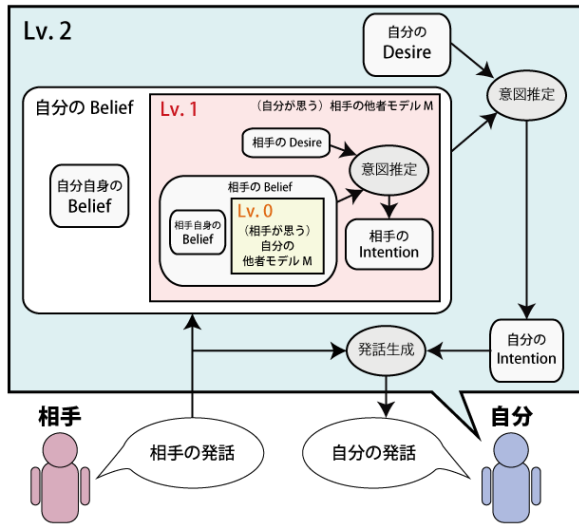 Lv. 2
自分の
Desire
意図推定
自分の Belief
Lv. 1
(自分が思う) 相手の他者モデル M
相手の Desire
意図推定
自分自身の
Belief
相手の Belief
相手自身の
Belief
Lv. 0
(相手が思う)
自分の
他者モデル M
相手の
Intention
発話生成
自分の
Intention
相手
自分
相手の発話
自分の発話